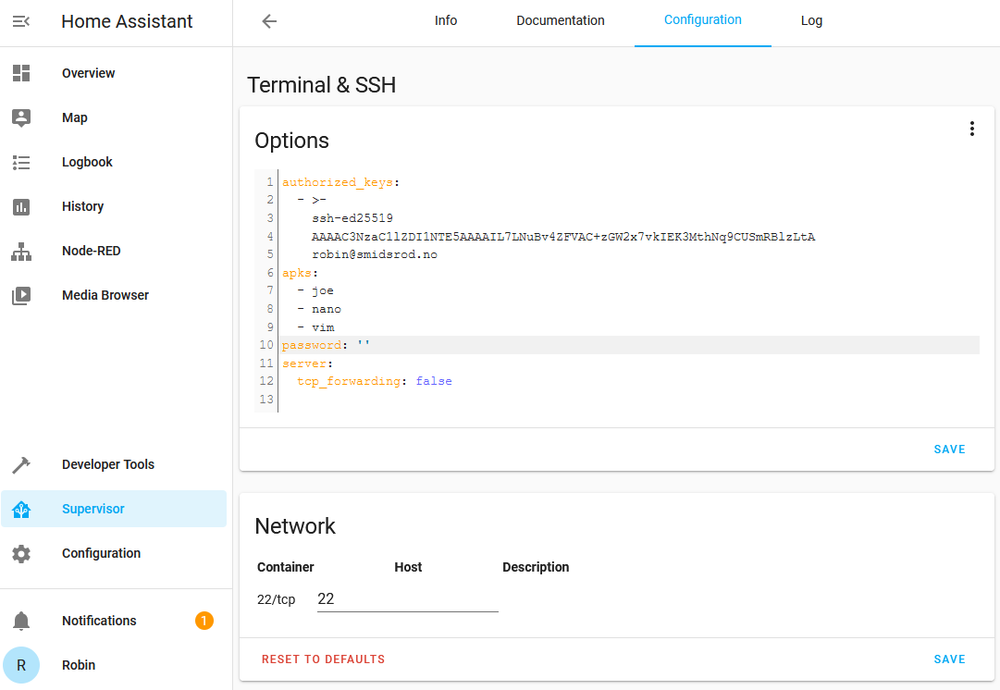 Home Assistant
Overview
Map
Logbook
History
Node-RED
Media Browser
Developer Tools
Supervisor
Configuration
Notifications 1
R Robin
Info Documentation Configuration Log
Terminal & SSH
Options
1 authorized_keys:
2 - >-
3 ssh-ed25519
4 AAAAC3NzaC1lZDI1NTE5AAAAIL7LNuBv4ZFVAC+zGW2x7vkIEK3MthNq9CUSmRBlzLtA
5 robin@smidsrod.no
6 apks:
7 - joe
8 - nano
9 - vim
10 password: ''
11 server:
12 tcp_forwarding: false
13
SAVE
Network
Container Host Description
22/tcp 22
RESET TO DEFAULTS SAVE